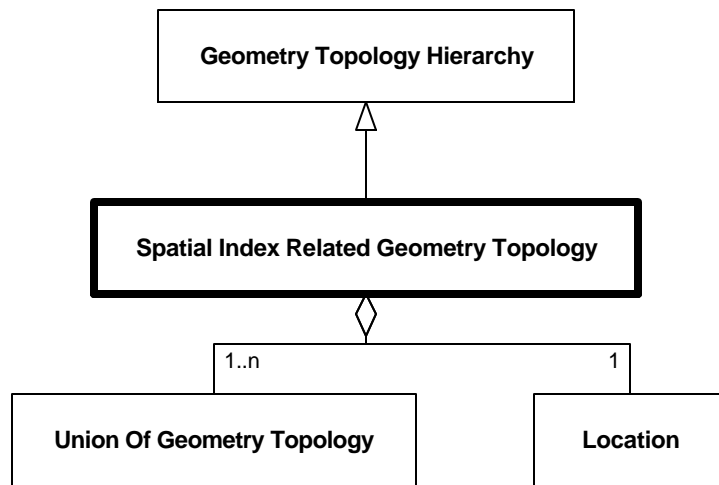 Geometry Topology Hierarchy
Spatial Index Related Geometry Topology
1..n
1
Union Of Geometry Topology
Location